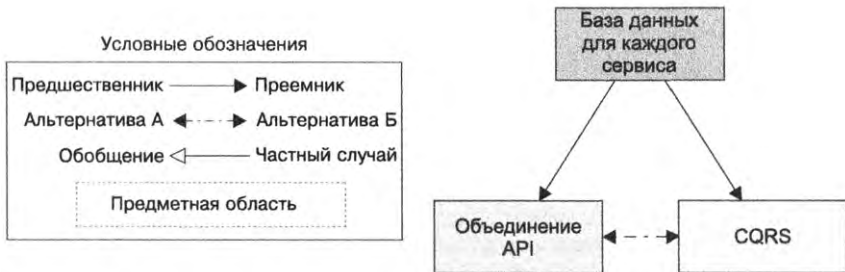 Условные обозначения
Предшественник Преемник
Альтернатива А Альтернатива Б
Обобщение Частный случай
Предметная область
База данных
для каждого
сервиса
Объединение
API
CQRS